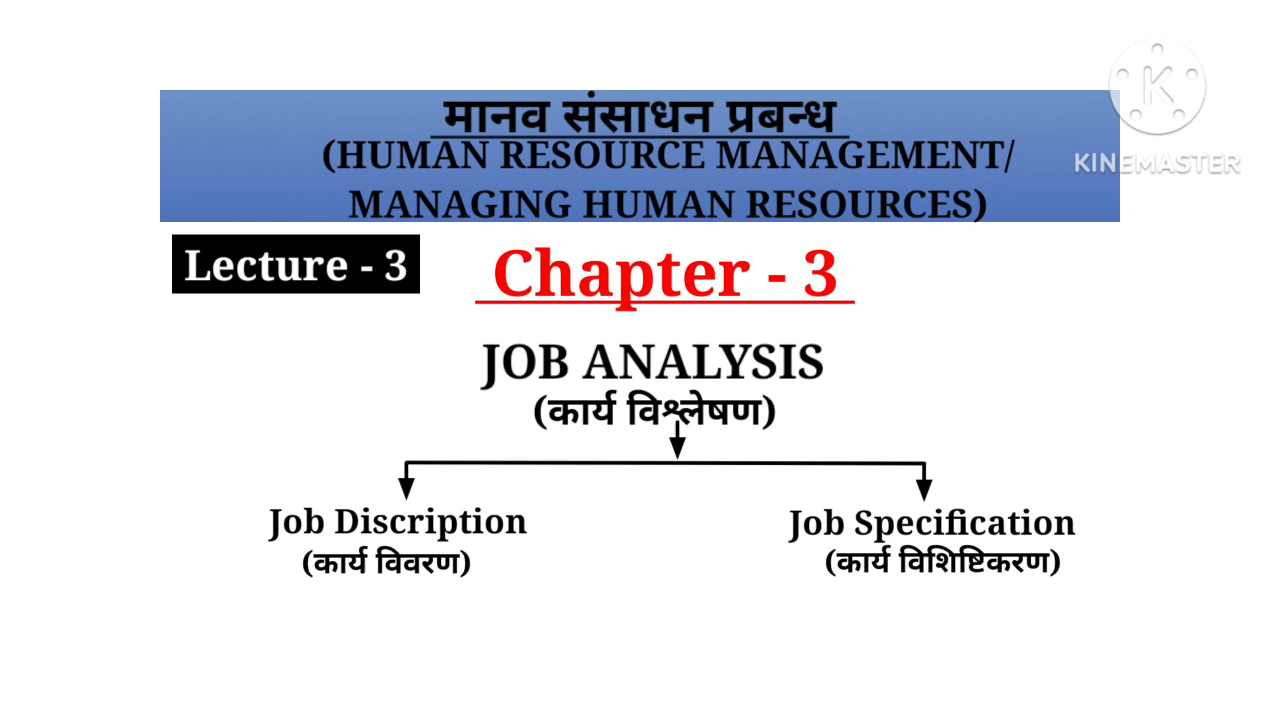 मानव संसाधन प्रबन्ध
(HUMAN RESOURCE MANAGEMENT/
MANAGING HUMAN RESOURCES)
KINEMASTER
Lecture - 3
Chapter - 3
JOB ANALYSIS
(कार्य विश्लेषण)
Job Discription
(कार्य विवरण)
Job Specification
(कार्य विशिष्टिकरण)